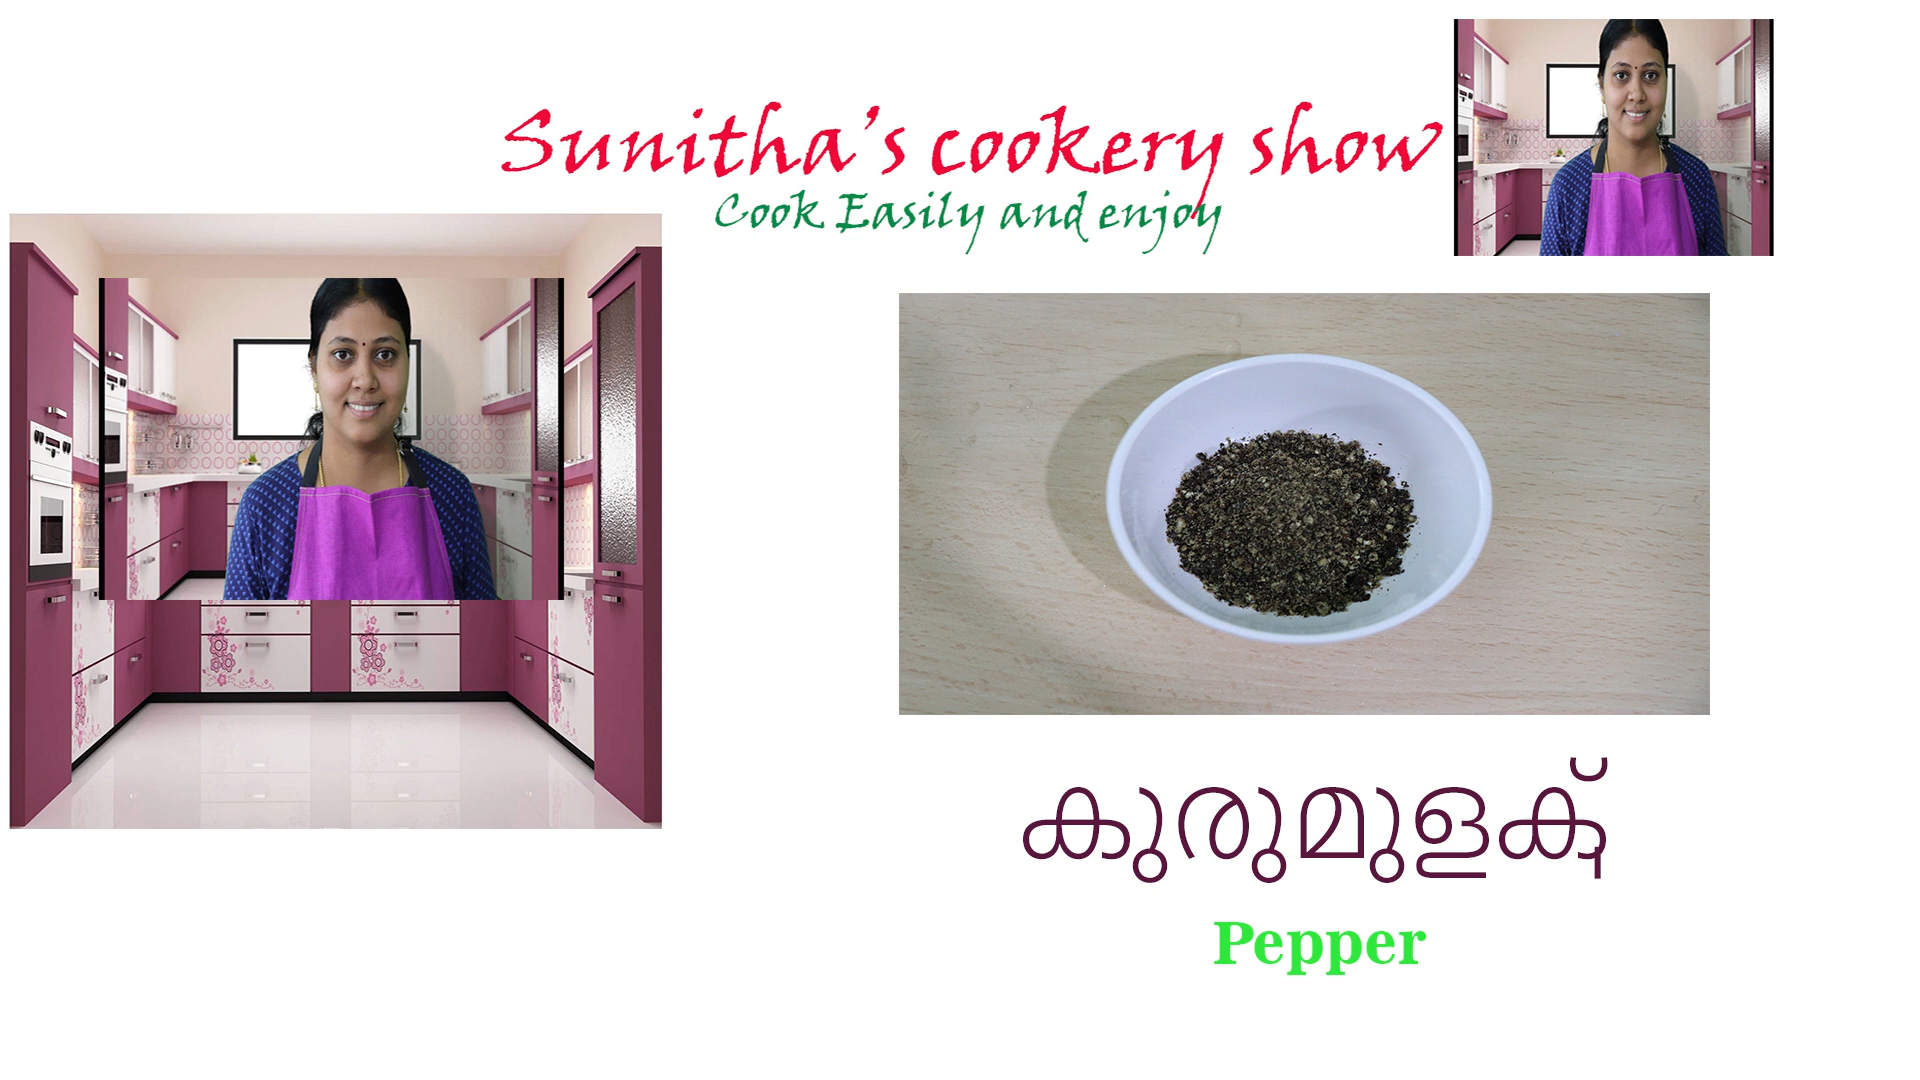 Sunitha's cookery show
Cook Easily and enjoy
കുരുമുളക്
Pepper